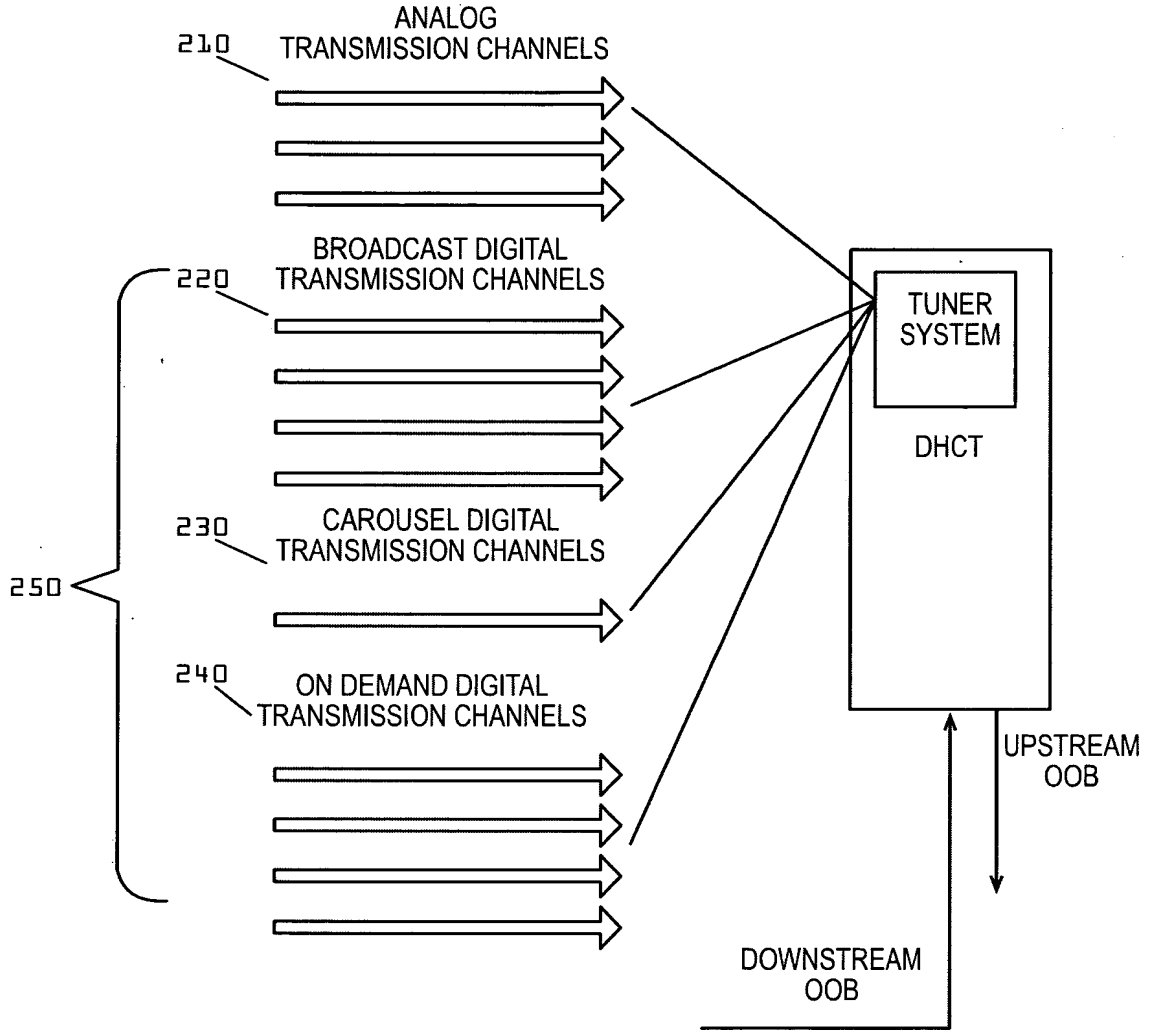 210
ANALOG
TRANSMISSION CHANNELS
220
BROADCAST DIGITAL
TRANSMISSION CHANNELS
TUNER
SYSTEM
DHCT
230
CAROUSEL DIGITAL
TRANSMISSION CHANNELS
250
240
ON DEMAND DIGITAL
TRANSMISSION CHANNELS
UPSTREAM
OOB
DOWNSTREAM
OOB